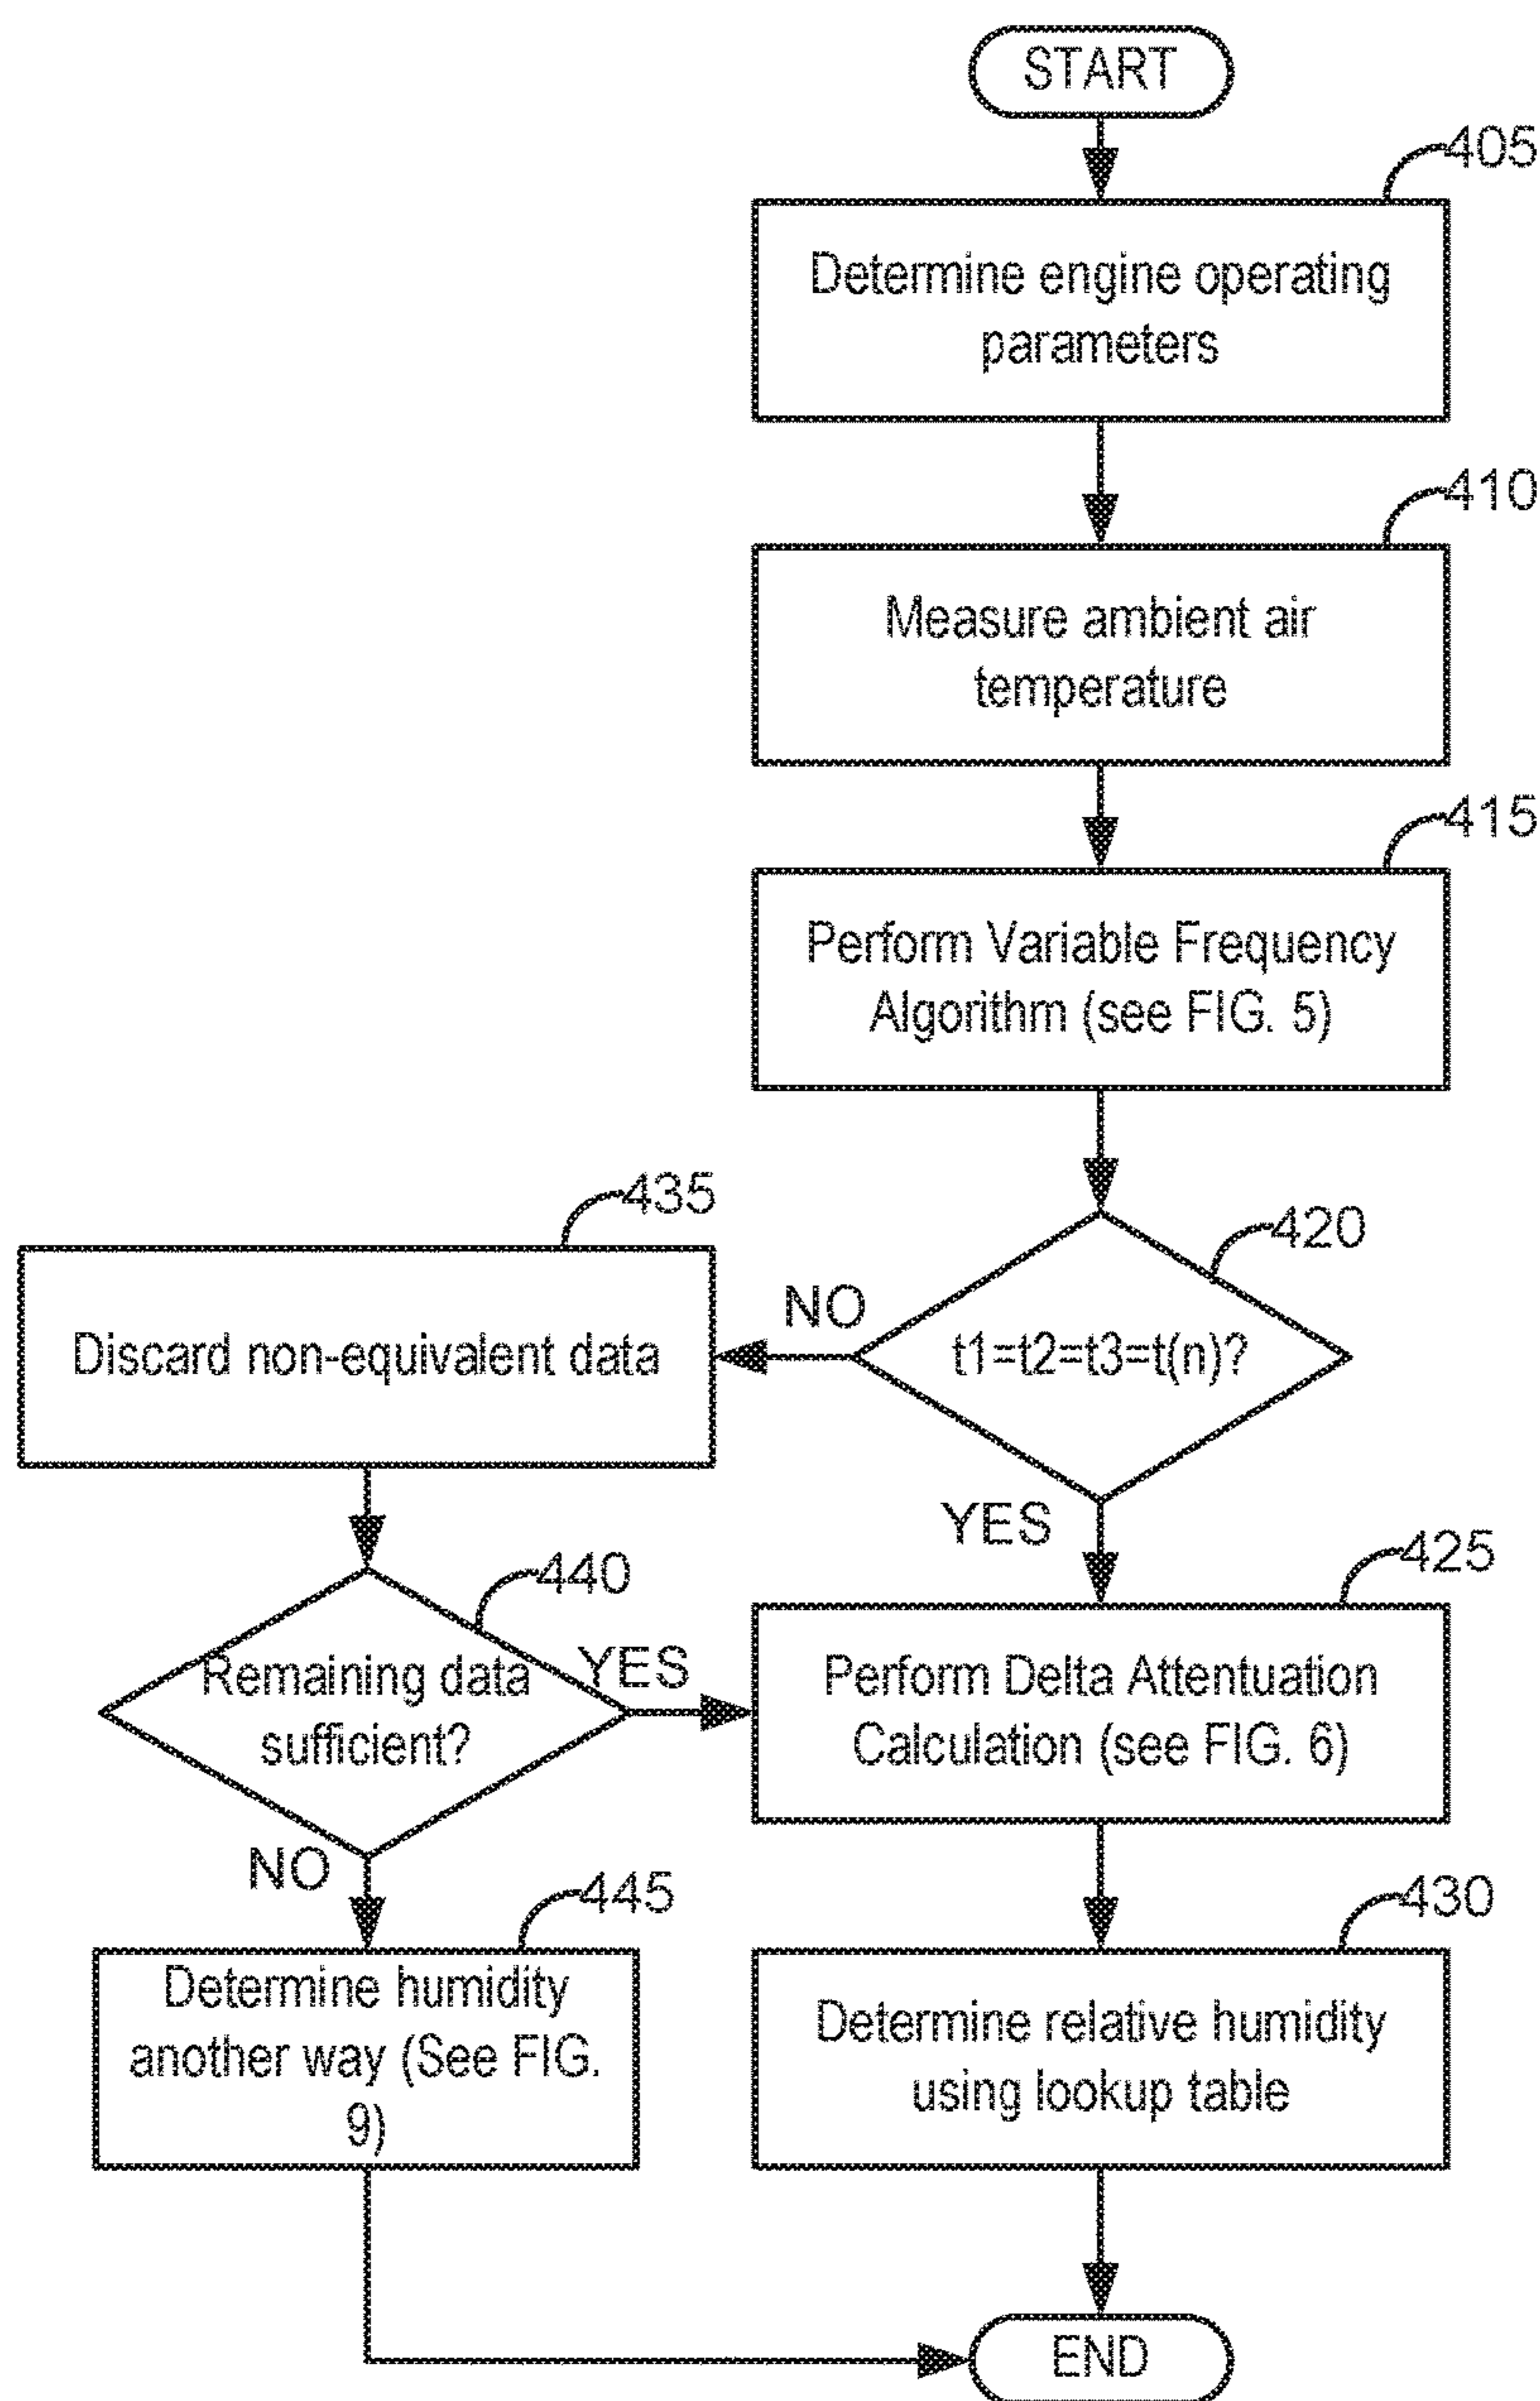 START
405
Determine engine operating
parameters
410
Measure ambient air
temperature
415
Perform Variable Frequency
Algorithm (see FIG. 5)
420
t1=t2=t3=t(n)?
NO
435
Discard non-equivalent data
YES
440
Remaining data
sufficient?
YES
425
Perform Delta Attentuation
Calculation (see FIG. 6)
NO
445
Determine humidity
another way (See FIG.
9)
430
Determine relative humidity
using lookup table
END